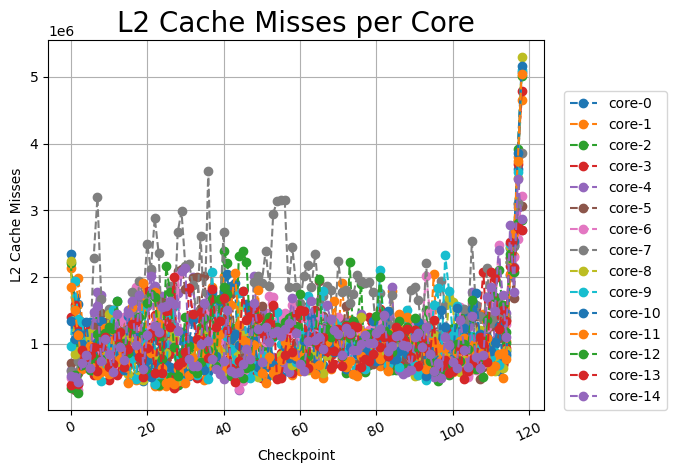 L2 Cache Misses per Core
1e6
5
4
3
2
1
L2 Cache Misses
0
20
40
60
80
100
120
Checkpoint
core-0
core-1
core-2
core-3
core-4
core-5
core-6
core-7
core-8
core-9
core-10
core-11
core-12
core-13
core-14